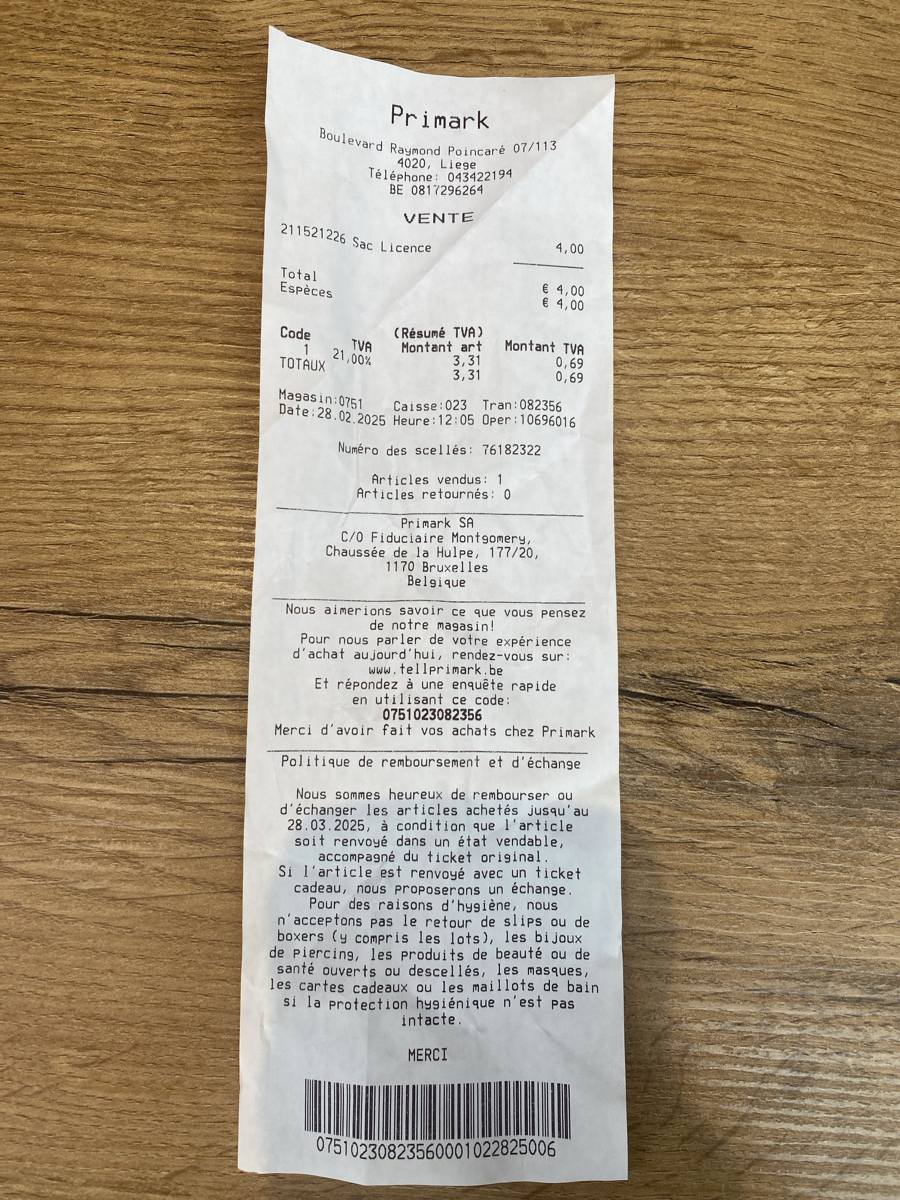 Primark
Boulevard Raymond Poincaré 07/113
4020, Liege
Téléphone: 043422194
BE 0817296264
VENTE
211521226 Sac Licence 4,00
Total € 4,00
Espèces € 4,00
(Résumé TVA)
Code TVA Montant art Montant TVA
1 21,00% 3,31 0,69
TOTAUX 3,31 0,69
Magasin:0751 Caisse:023 Tran:082356
Date:28.02.2025 Heure:12:05 Oper:10696016
Numéro des scellés: 76182322
Articles vendus: 1
Articles retournés: 0
Primark SA
C/O Fiduciaire Montgomery,
Chaussée de la Hulpe, 177/20,
1170 Bruxelles
Belgique
Nous aimerions savoir ce que vous pensez
de notre magasin!
Pour nous parler de votre expérience
d'achat aujourd'hui, rendez-vous sur:
www.tellprimark.be
Et répondez à une enquête rapide
en utilisant ce code:
0751023082356
Merci d'avoir fait vos achats chez Primark
Politique de remboursement et d'échange
Nous sommes heureux de rembourser ou
d'échanger les articles achetés jusqu'au
28.03.2025, à condition que l'article
soit renvoyé dans un état vendable,
accompagné du ticket original.
Si l'article est renvoyé avec un ticket
cadeau, nous proposerons un échange.
Pour des raisons d'hygiène, nous
n'acceptons pas le retour de slips ou de
boxers (y compris les lots), les bijoux
de piercing, les produits de beauté ou de
santé ouverts ou descellés, les masques,
les cartes cadeaux ou les maillots de bain
si la protection hygiénique n'est pas
intacte.
MERCI
07510230823560001022825006